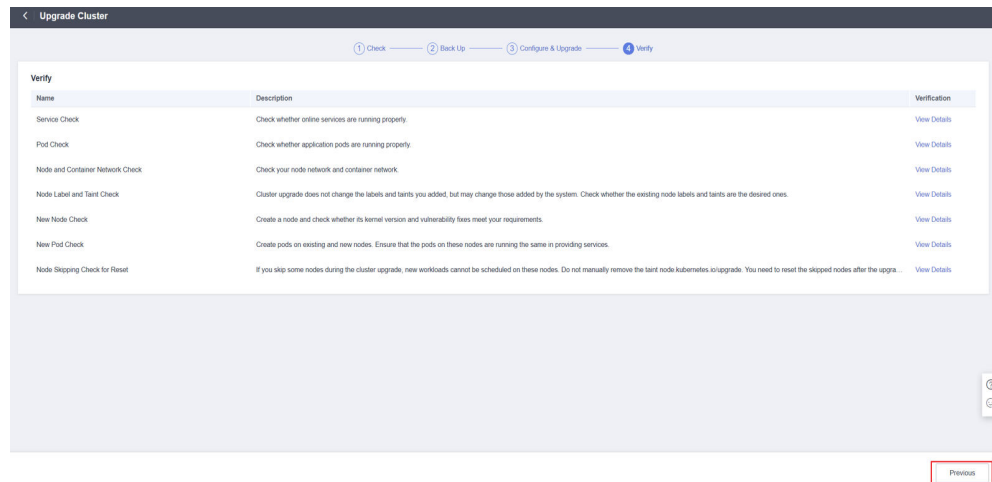 Upgrade Cluster
1 Check
2 Back Up
3 Configure & Upgrade
4 Verify
Verify
Name Description Verification
Service Check Check whether online services are running properly. View Details
Pod Check Check whether application pods are running properly. View Details
Node and Container Network Check Check your node network and container network. View Details
Node Label and Taint Check Cluster upgrade does not change the labels and taints you added, but may change those added by the system. Check whether the existing node labels and taints are the desired ones. View Details
New Node Check Create a node and check whether its kernel version and vulnerability fixes meet your requirements. View Details
New Pod Check Create pods on existing and new nodes. Ensure that the pods on these nodes are running the same in providing services. View Details
Node Skipping Check for Reset If you skip some nodes during the cluster upgrade, new workloads cannot be scheduled on these nodes. Do not manually remove the taint node.kubernetes.io/upgrade. You need to reset the skipped nodes after the upgra... View Details
Previous